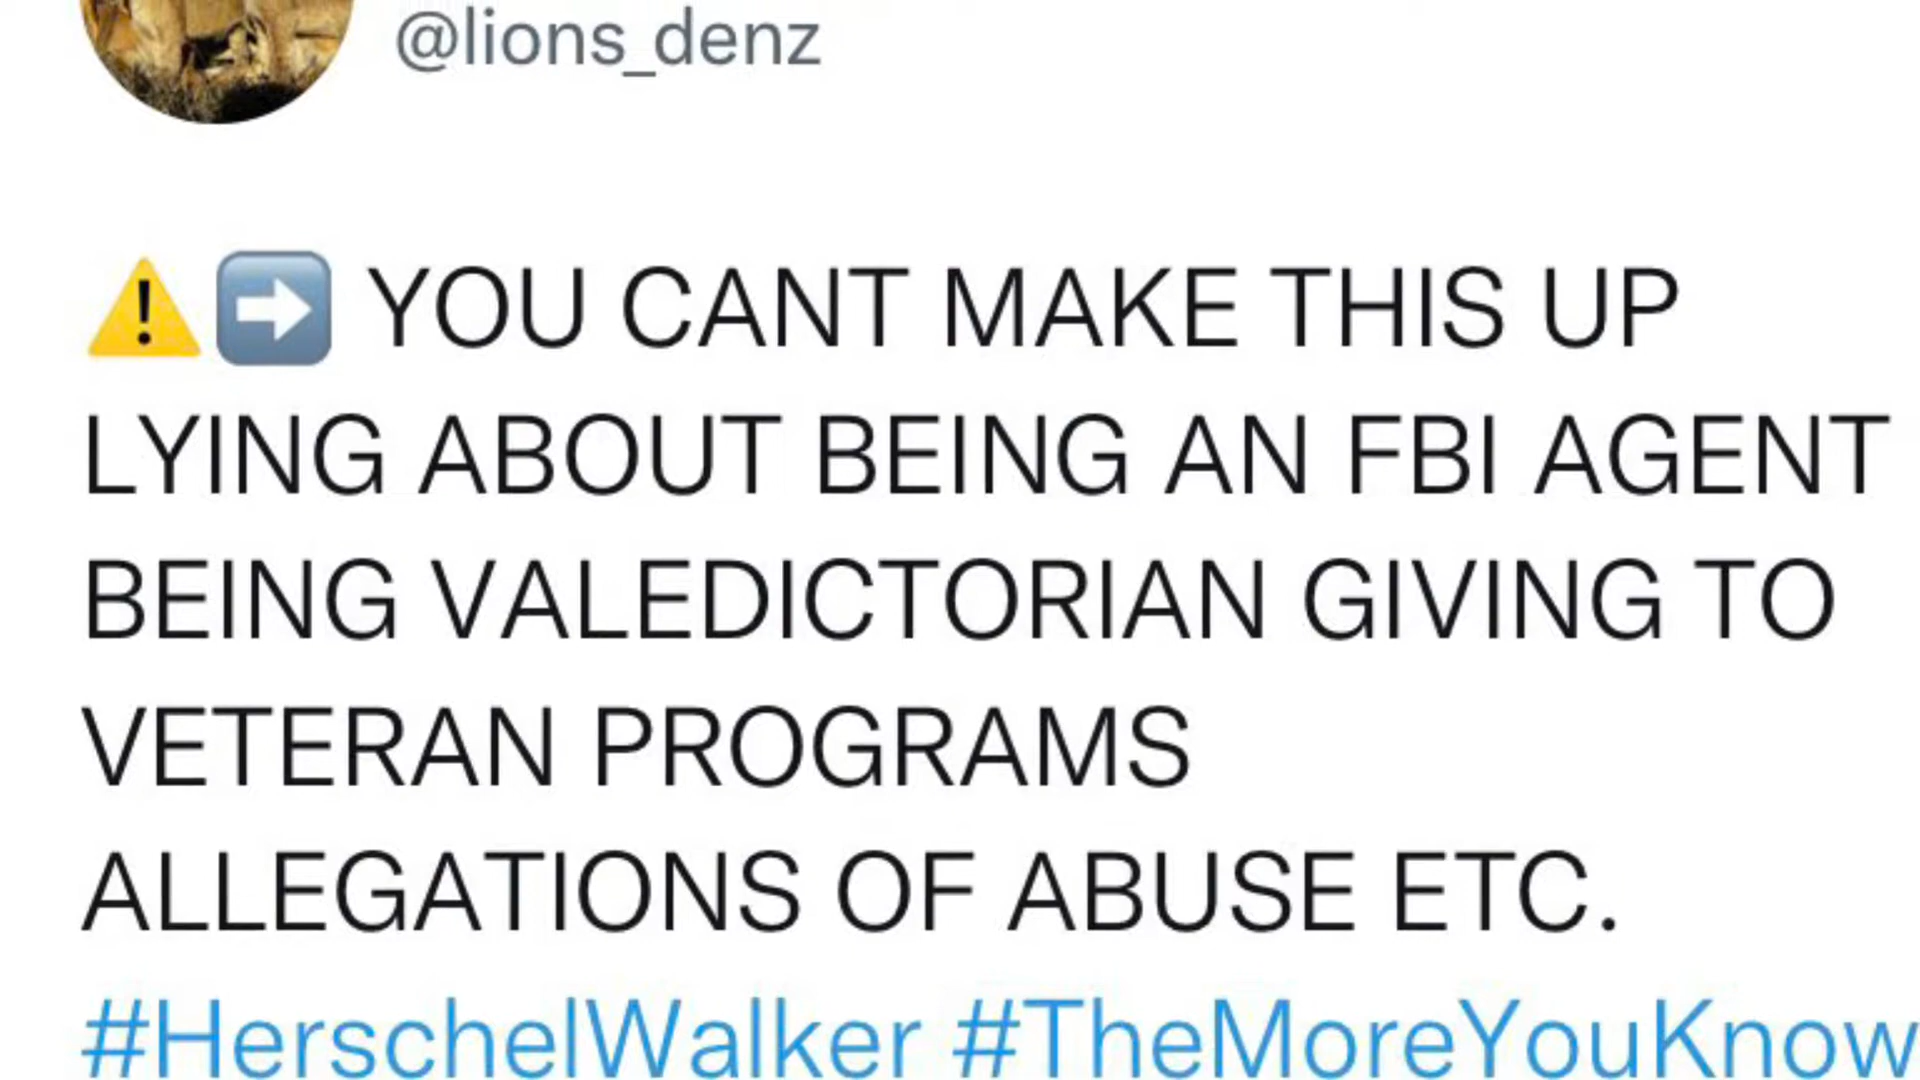 @lions_denz
⚠️➡️ YOU CANT MAKE THIS UP
LYING ABOUT BEING AN FBI AGENT
BEING VALEDICTORIAN GIVING TO
VETERAN PROGRAMS
ALLEGATIONS OF ABUSE ETC.
#HerschelWalker #TheMoreYouKnow